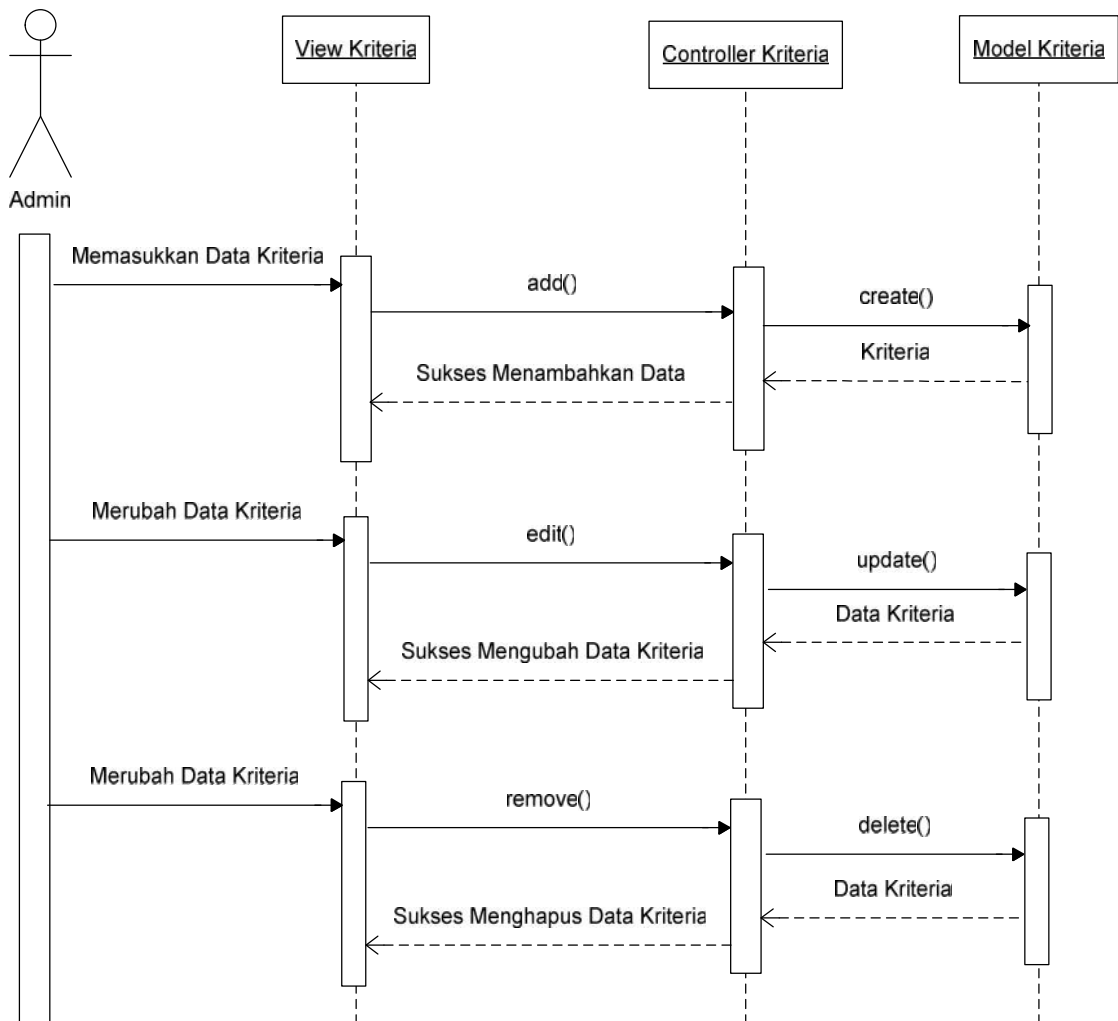 View Kriteria
Controller Kriteria
Model Kriteria
Admin
Memasukkan Data Kriteria
add()
create()
Kriteria
Sukses Menambahkan Data
Merubah Data Kriteria
edit()
update()
Data Kriteria
Sukses Mengubah Data Kriteria
Merubah Data Kriteria
remove()
delete()
Data Kriteria
Sukses Menghapus Data Kriteria